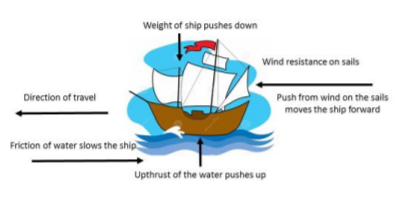 Weight of ship pushes down
Wind resistance on sails
Direction of travel
Push from wind on the sails
moves the ship forward
Friction of water slows the ship
Upthrust of the water pushes up